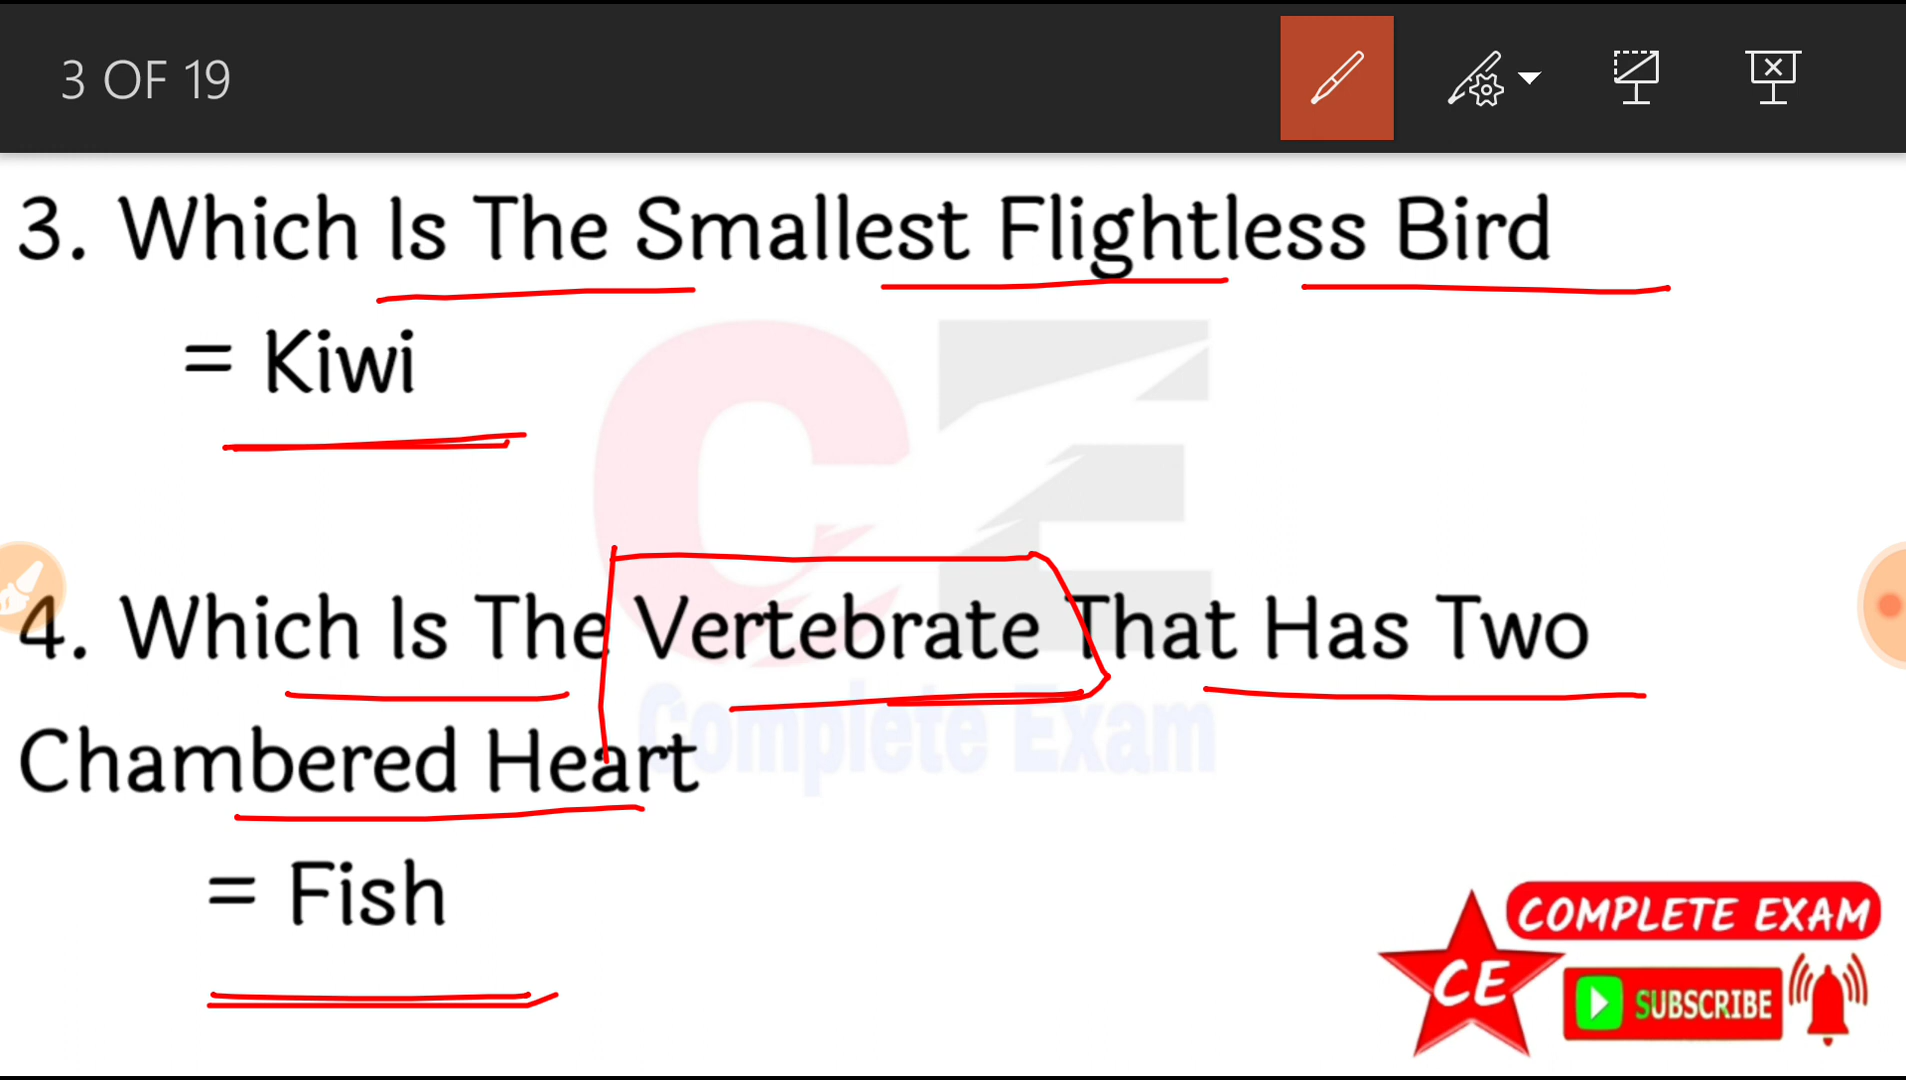 3 OF 19
3. Which Is The Smallest Flightless Bird
= Kiwi
4. Which Is The Vertebrate That Has Two
Chambered Heart
= Fish
CE
Complete Exam
COMPLETE EXAM
CE
SUBSCRIBE